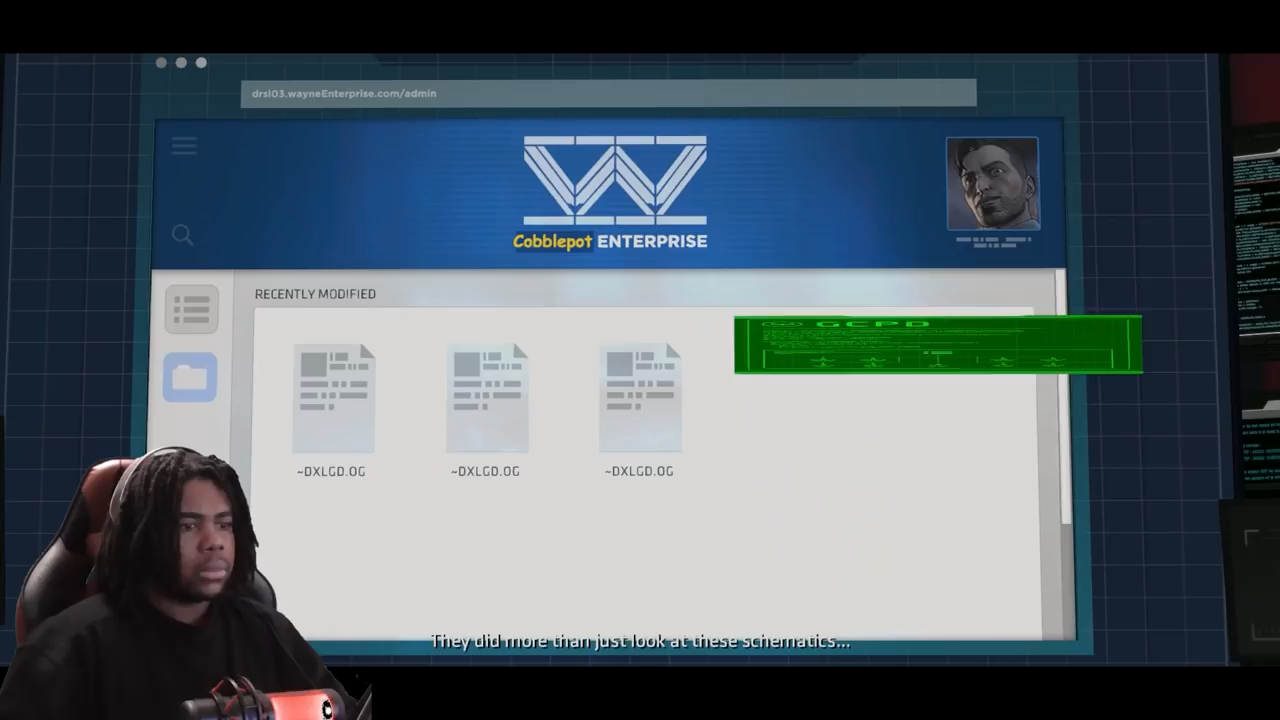 drsl03.wayneEnterprise.com/admin
Cobblepot ENTERPRISE
RECENTLY MODIFIED
GCPD
~DXLGD.OG
~DXLGD.OG
~DXLGD.OG
They did more than just look at these schematics...